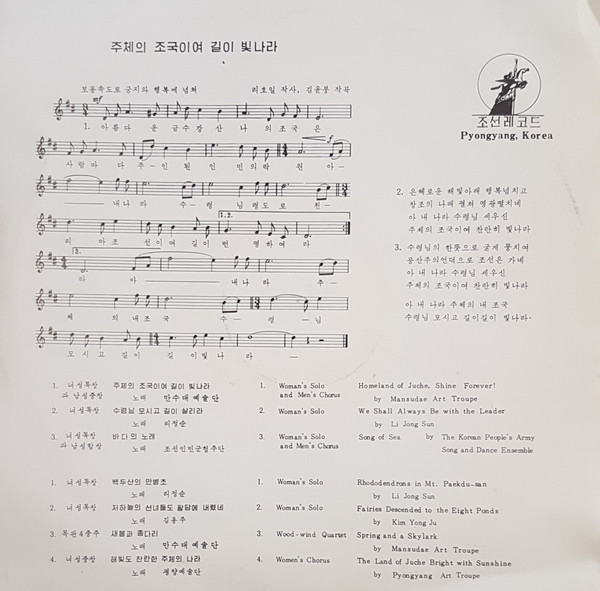 주체의 조국이여 길이 빛나라
조선레코드
Pyongyang, Korea
보통속도로 긍지와 행복에 넘쳐
리호일 작사, 김윤봉 작곡
mf
1. 아름다 운 금수강 산 나 의 조 국 은
사람마 다 주 인 된 인 민 의 락 원 아
내 나 라 수 령 님 령 도 로 빈
1.2.
리 아 조 선 이 여 길 이 번 영 하 여 라
3.
아 아 내 나 라 주
체 의 내 조 국 수 령 님
모 시 고 길 이 길 이 빛 나 라
2. 은혜로운 해빛아래 행복넘치고
창조의 나래 펼쳐 영광떨치네
아 내 나라 수령님 세우신
주체의 조국이여 찬란히 빛나라
3. 수령님의 한뜻으로 굳게 뭉치여
공산주의언덕으로 조선은 가네
아 내 나라 수령님 세우신
주체의 조국이여 찬란히 빛나라
아 내 나라 주체의 내 조국
수령님 모시고 길이길이 빛나라.
1. 녀성독창 과 남성중창 주체의 조국이여 길이 빛나라
노래 만수대 예술단
2. 녀성독창 수령님 모시고 길이 살리라
노래 리정순
3. 녀성독창 과 남성합창 바다의 노래
노래 조선인민군협주단
1. 녀성독창 백두산의 만병초
노래 리정순
2. 녀성독창 저하늘의 선녀들도 팔담에 내렸네
노래 김용주
3. 목관4중주 새봄과 종다리
만수대 예술단
4. 녀성중창 해빛도 찬란한 주체의 나라
노래 평양예술단
1. Woman's Solo and Men's Chorus Homeland of Juche, Shine Forever!
by Mansudae Art Troupe
2. Woman's Solo We Shall Always Be with the Leader
by Li Jong Sun
3. Woman's Solo and Men's Chorus Song of Sea by The Korean People's Army
Song and Dance Ensemble
1. Woman's Solo Rhododendrons in Mt. Paekdu-san
by Li Jong Sun
2. Woman's Solo Fairies Descended to the Eight Ponds
by Kim Yong Ju
3. Wood-wind Quartet Spring and a Skylark
by Mansudae Art Troupe
4. Women's Chorus The Land of Juche Bright with Sunshine
by Pyongyang Art Troupe